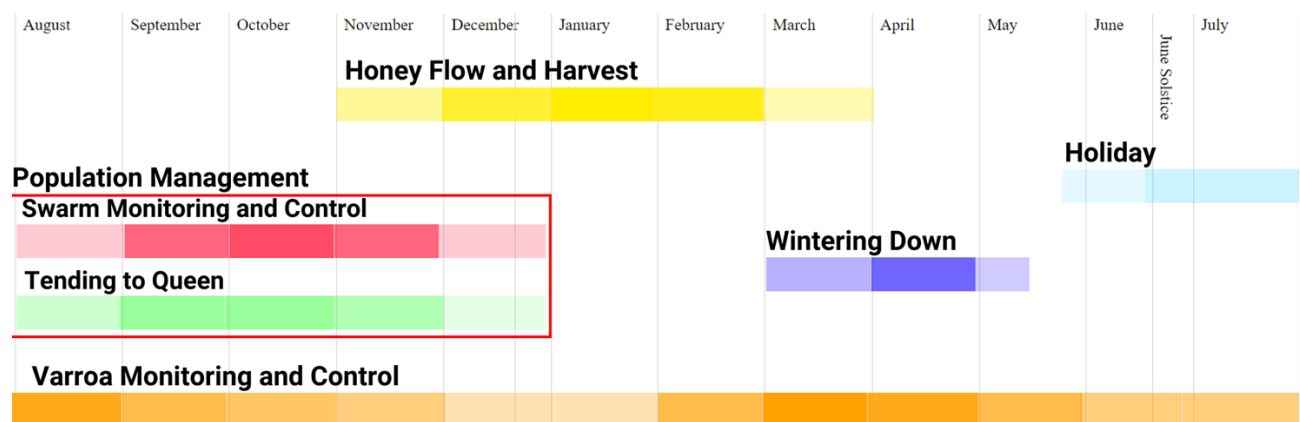 August September October November December January February March April May June July
June Solstice
Honey Flow and Harvest
Holiday
Population Management
Swarm Monitoring and Control
Wintering Down
Tending to Queen
Varroa Monitoring and Control